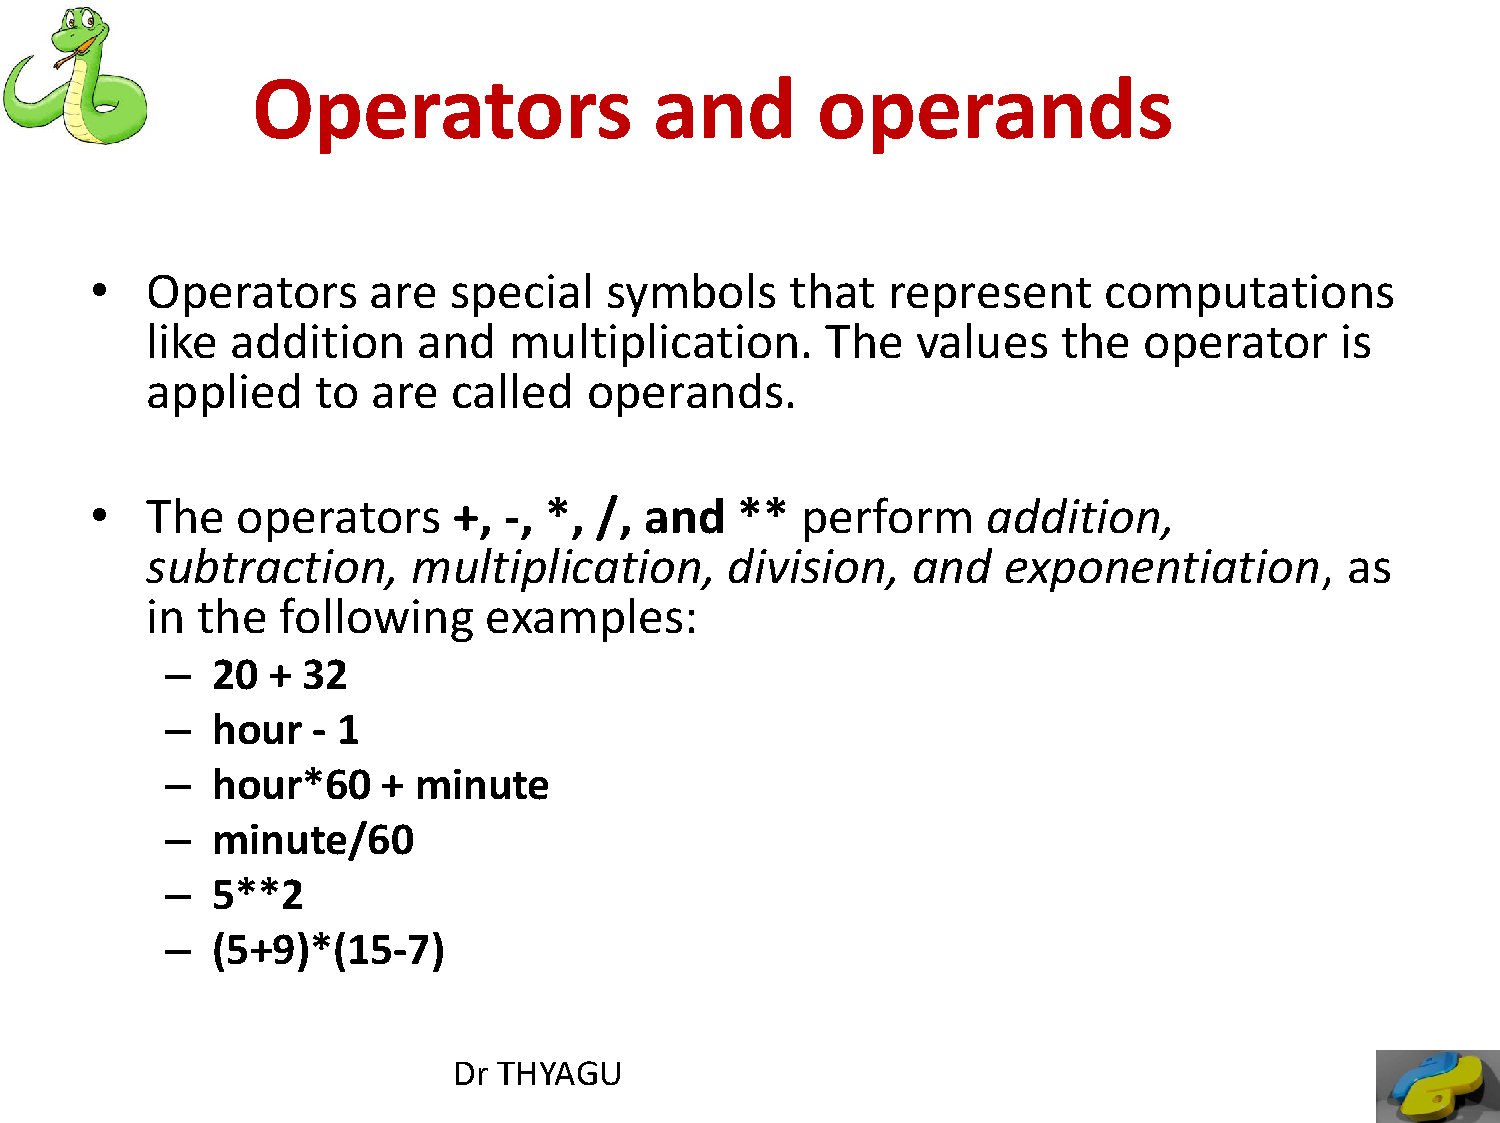 Operators and operands
• Operators are special symbols that represent computations
like addition and multiplication. The values the operator is
applied to are called operands.
• The operators +, -, *, /, and ** perform addition,
subtraction, multiplication, division, and exponentiation, as
in the following examples:
– 20 + 32
– hour - 1
– hour*60 + minute
– minute/60
– 5**2
– (5+9)*(15-7)
Dr THYAGU